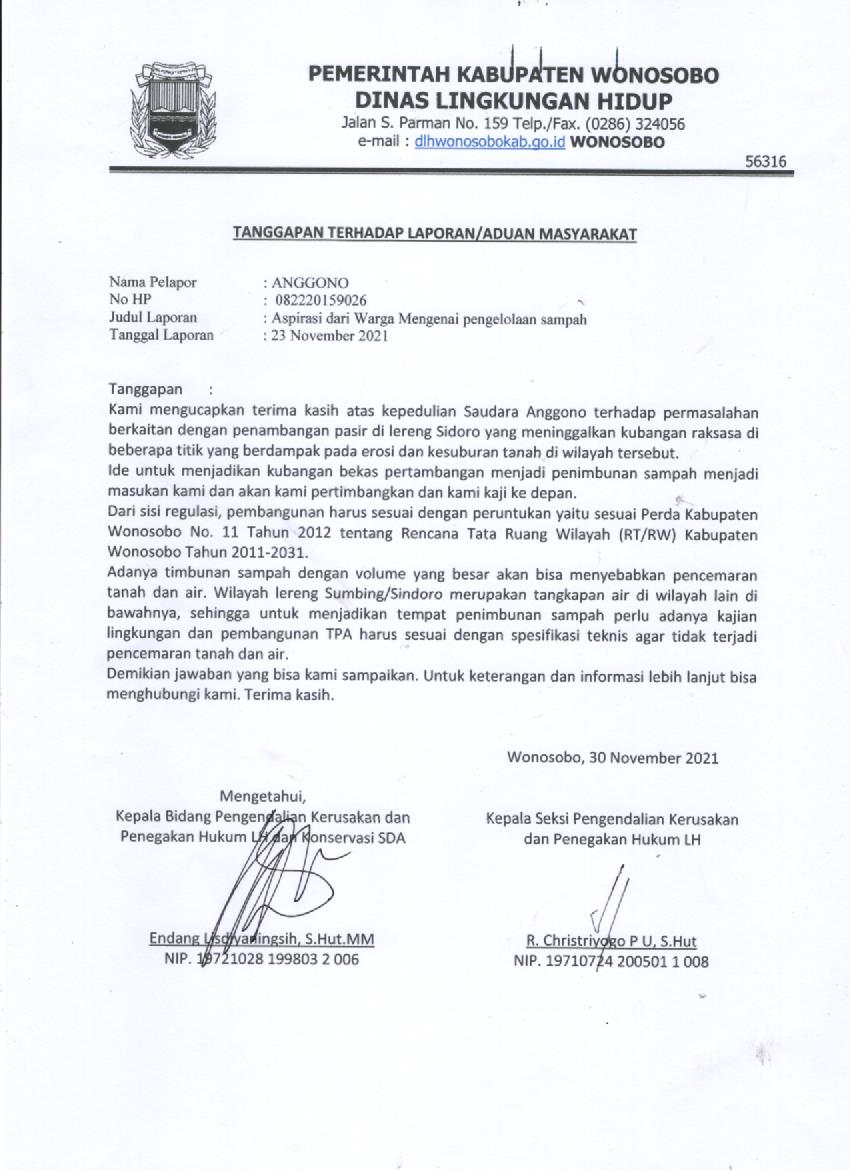 PEMERINTAH KABUPATEN WONOSOBO
DINAS LINGKUNGAN HIDUP
Jalan S. Parman No. 159 Telp./Fax. (0286) 324056
e-mail : dlhwonosobokab.go.id WONOSOBO
56316
TANGGAPAN TERHADAP LAPORAN/ADUAN MASYARAKAT
Nama Pelapor : ANGGONO
No HP : 082220159026
Judul Laporan : Aspirasi dari Warga Mengenai pengelolaan sampah
Tanggal Laporan : 23 November 2021
Tanggapan :
Kami mengucapkan terima kasih atas kepedulian Saudara Anggono terhadap permasalahan
berkaitan dengan penambangan pasir di lereng Sidoro yang meninggalkan kubangan raksasa di
beberapa titik yang berdampak pada erosi dan kesuburan tanah di wilayah tersebut.
Ide untuk menjadikan kubangan bekas pertambangan menjadi penimbunan sampah menjadi
masukan kami dan akan kami pertimbangkan dan kami kaji ke depan.
Dari sisi regulasi, pembangunan harus sesuai dengan peruntukan yaitu sesuai Perda Kabupaten
Wonosobo No. 11 Tahun 2012 tentang Rencana Tata Ruang Wilayah (RT/RW) Kabupaten
Wonosobo Tahun 2011-2031.
Adanya timbunan sampah dengan volume yang besar akan bisa menyebabkan pencemaran
tanah dan air. Wilayah lereng Sumbing/Sindoro merupakan tangkapan air di wilayah lain di
bawahnya, sehingga untuk menjadikan tempat penimbunan sampah perlu adanya kajian
lingkungan dan pembangunan TPA harus sesuai dengan spesifikasi teknis agar tidak terjadi
pencemaran tanah dan air.
Demikian jawaban yang bisa kami sampaikan. Untuk keterangan dan informasi lebih lanjut bisa
menghubungi kami. Terima kasih.
Wonosobo, 30 November 2021
Mengetahui,
Kepala Bidang Pengendalian Kerusakan dan
Penegakan Hukum LH dan Konservasi SDA
Endang Lisdiyaningsih, S.Hut.MM
NIP. 19721028 199803 2 006
Kepala Seksi Pengendalian Kerusakan
dan Penegakan Hukum LH
R. Christriyogo P U, S.Hut
NIP. 19710724 200501 1 008